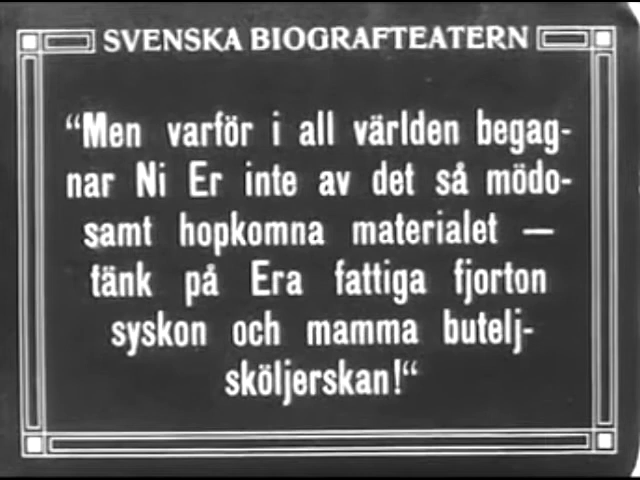 SVENSKA BIOGRAFTEATERN
“Men varför i all världen begag-
nar Ni Er inte av det så mödo-
samt hopkomna materialet —
tänk på Era fattiga fjorton
syskon och mamma butelj-
sköljerskan!“